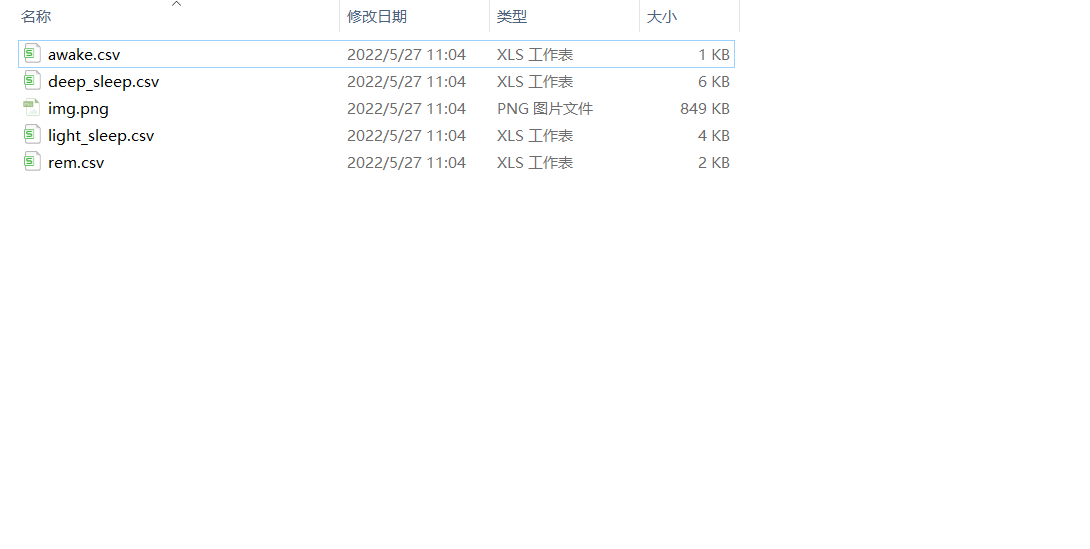 名称 修改日期 类型 大小
awake.csv 2022/5/27 11:04 XLS 工作表 1 KB
deep_sleep.csv 2022/5/27 11:04 XLS 工作表 6 KB
img.png 2022/5/27 11:04 PNG 图片文件 849 KB
light_sleep.csv 2022/5/27 11:04 XLS 工作表 4 KB
rem.csv 2022/5/27 11:04 XLS 工作表 2 KB